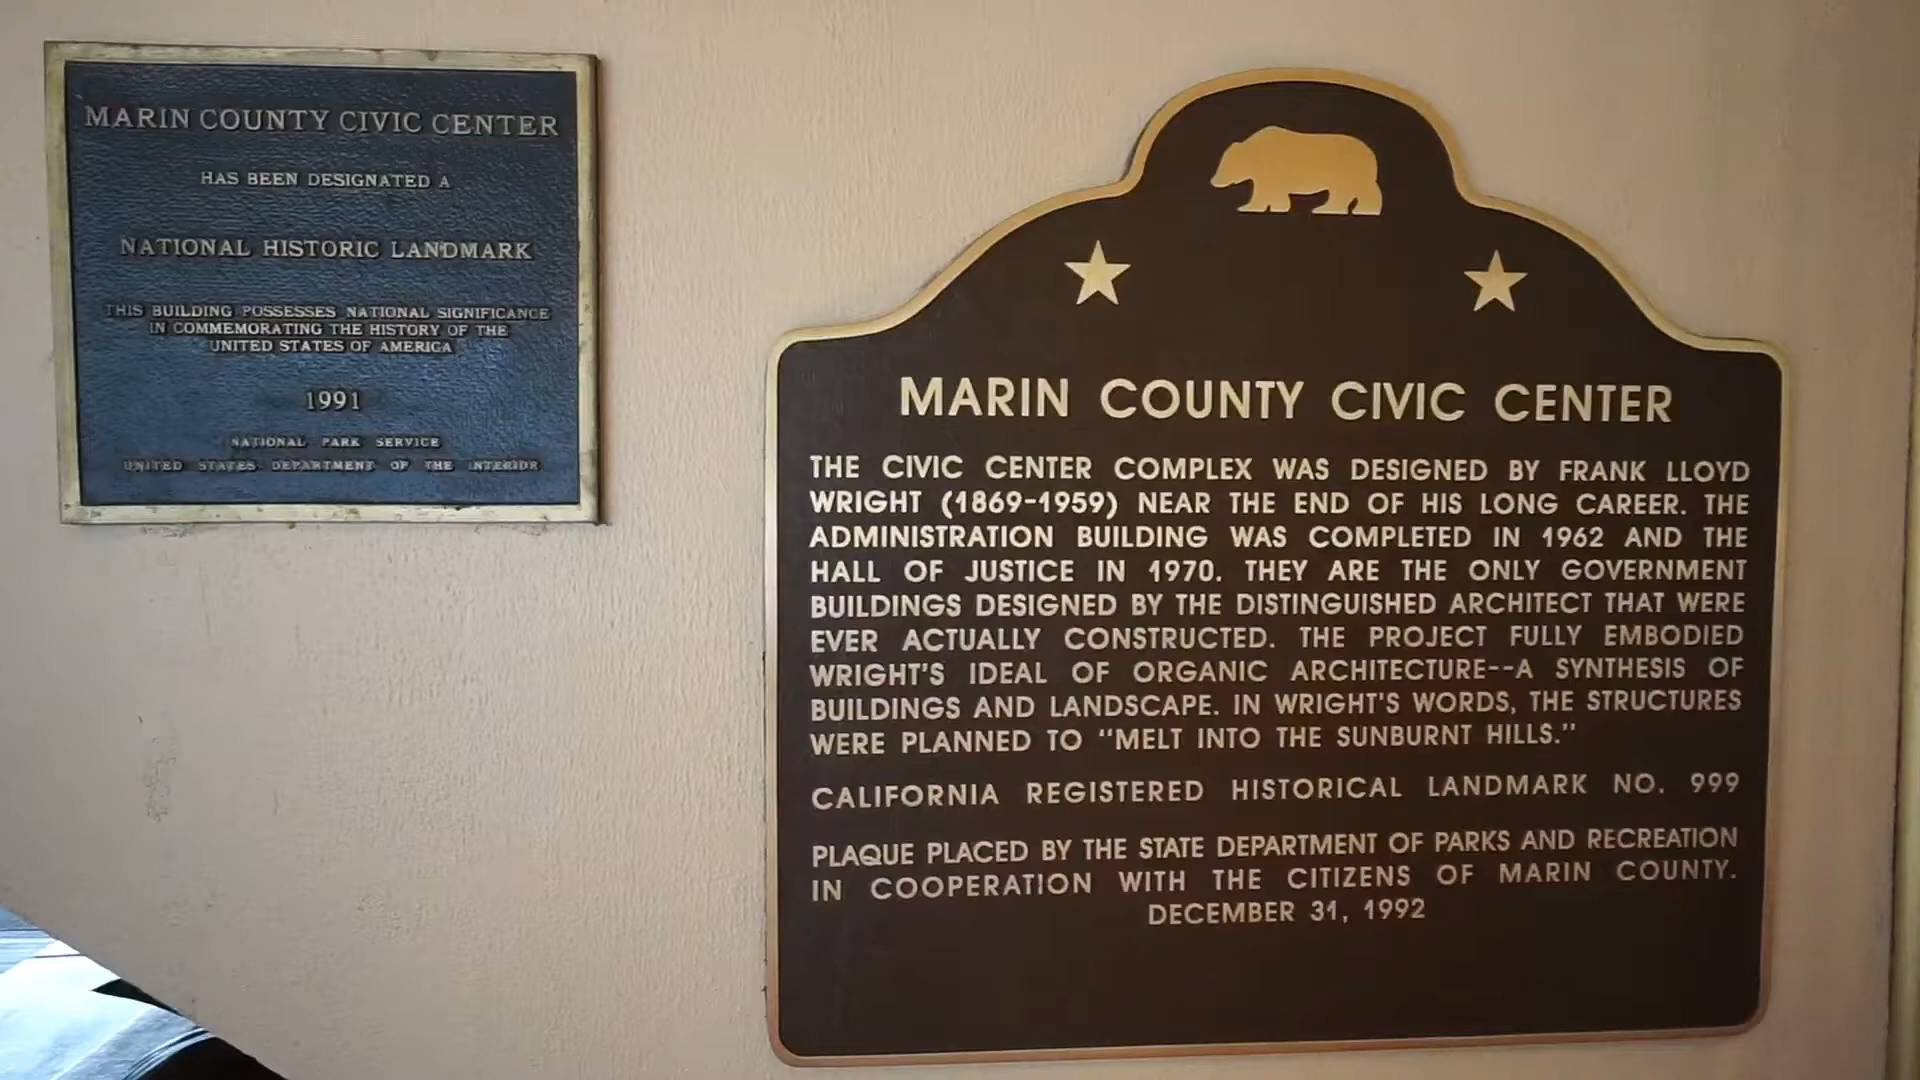 MARIN COUNTY CIVIC CENTER
HAS BEEN DESIGNATED A
NATIONAL HISTORIC LANDMARK
THIS BUILDING POSSESSES NATIONAL SIGNIFICANCE
IN COMMEMORATING THE HISTORY OF THE
UNITED STATES OF AMERICA
1991
NATIONAL PARK SERVICE
UNITED STATES DEPARTMENT OF THE INTERIOR
MARIN COUNTY CIVIC CENTER
THE CIVIC CENTER COMPLEX WAS DESIGNED BY FRANK LLOYD
WRIGHT (1869-1959) NEAR THE END OF HIS LONG CAREER. THE
ADMINISTRATION BUILDING WAS COMPLETED IN 1962 AND THE
HALL OF JUSTICE IN 1970. THEY ARE THE ONLY GOVERNMENT
BUILDINGS DESIGNED BY THE DISTINGUISHED ARCHITECT THAT WERE
EVER ACTUALLY CONSTRUCTED. THE PROJECT FULLY EMBODIED
WRIGHT'S IDEAL OF ORGANIC ARCHITECTURE--A SYNTHESIS OF
BUILDINGS AND LANDSCAPE. IN WRIGHT'S WORDS, THE STRUCTURES
WERE PLANNED TO "MELT INTO THE SUNBURNT HILLS."
CALIFORNIA REGISTERED HISTORICAL LANDMARK NO. 999
PLAQUE PLACED BY THE STATE DEPARTMENT OF PARKS AND RECREATION
IN COOPERATION WITH THE CITIZENS OF MARIN COUNTY.
DECEMBER 31, 1992